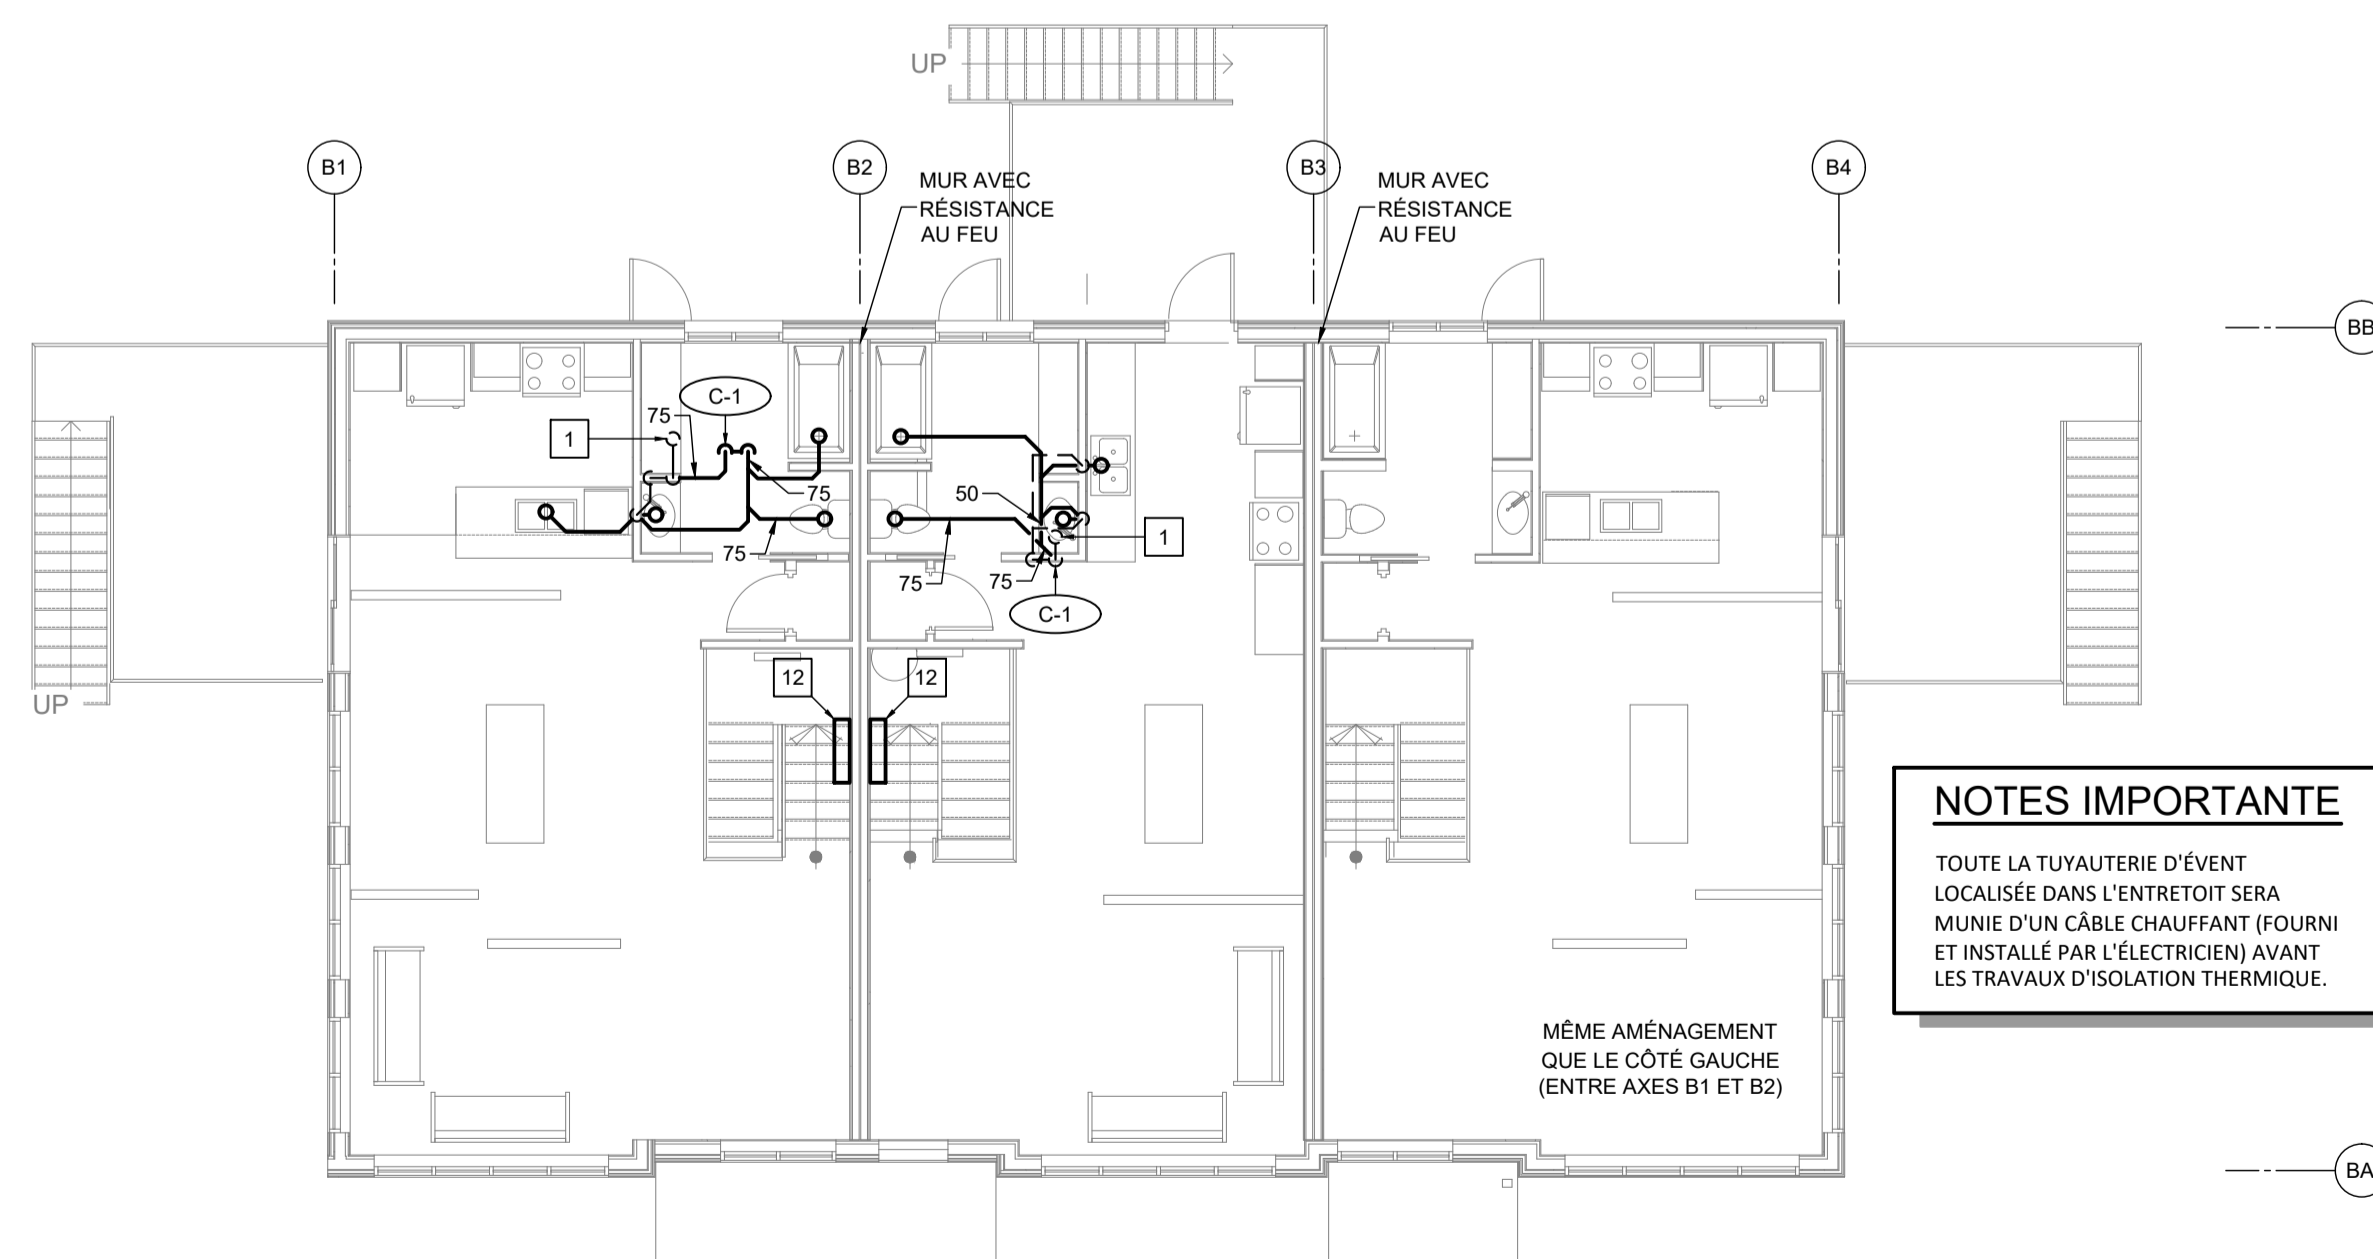 UP
B1
B2
B3
B4
MUR AVEC
RÉSISTANCE
AU FEU
MUR AVEC
RÉSISTANCE
AU FEU
BB
C-1
75
1
75
75
50
1
75
75
C-1
12
12
UP
NOTES IMPORTANTE
TOUTE LA TUYAUTERIE D'ÉVENT
LOCALISÉE DANS L'ENTRETOIT SERA
MUNIE D'UN CÂBLE CHAUFFANT (FOURNI
ET INSTALLÉ PAR L'ÉLECTRICIEN) AVANT
LES TRAVAUX D'ISOLATION THERMIQUE.
MÊME AMÉNAGEMENT
QUE LE CÔTÉ GAUCHE
(ENTRE AXES B1 ET B2)
BA